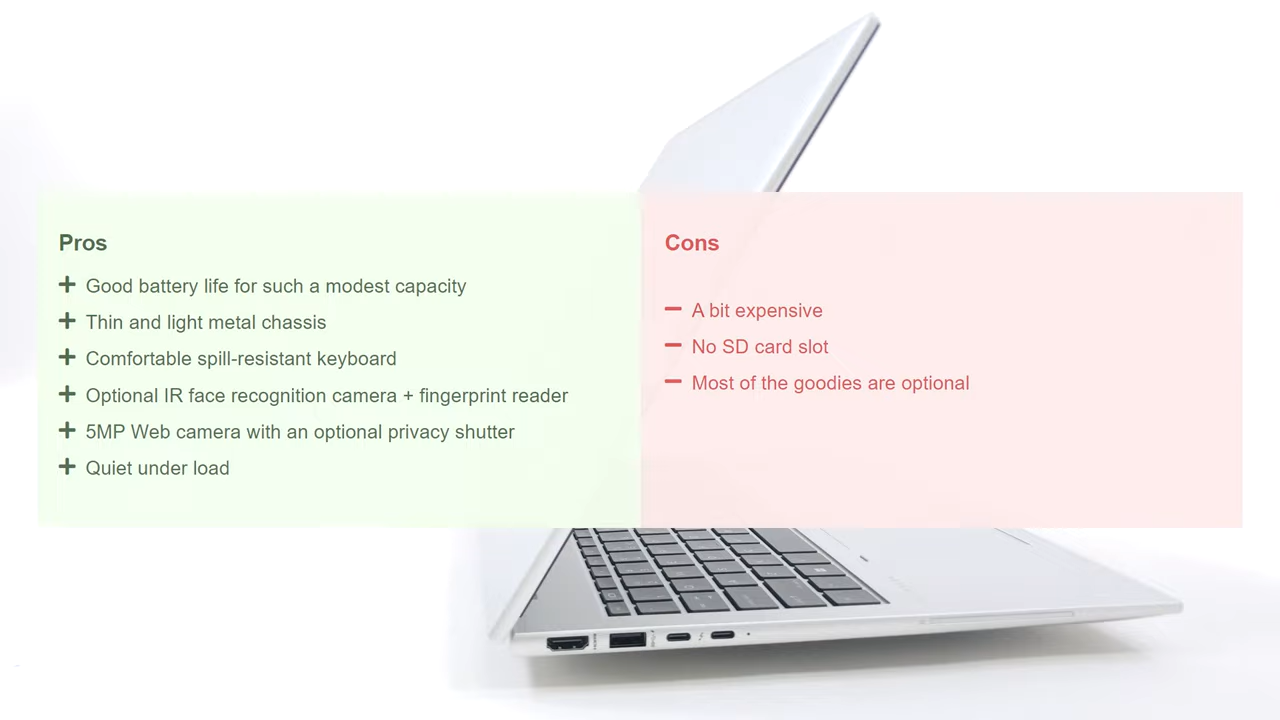 Pros
Good battery life for such a modest capacity
Thin and light metal chassis
Comfortable spill-resistant keyboard
Optional IR face recognition camera + fingerprint reader
5MP Web camera with an optional privacy shutter
Quiet under load
Cons
A bit expensive
No SD card slot
Most of the goodies are optional